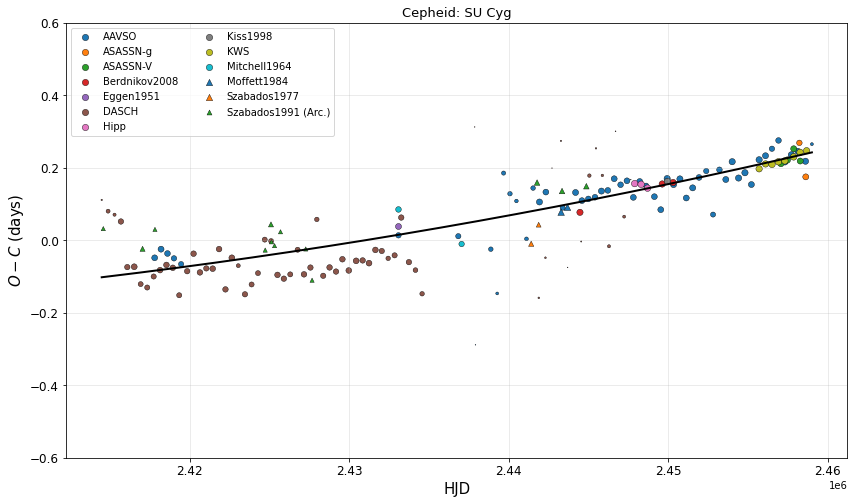 Cepheid: SU Cyg
AAVSO
ASASSN-g
ASASSN-V
Berdnikov2008
Eggen1951
DASCH
Hipp
Kiss1998
KWS
Mitchell1964
Moffett1984
Szabados1977
Szabados1991 (Arc.)
O − C (days)
0.6
0.4
0.2
0.0
−0.2
−0.4
−0.6
2.42
2.43
2.44
2.45
2.46
1e6
HJD